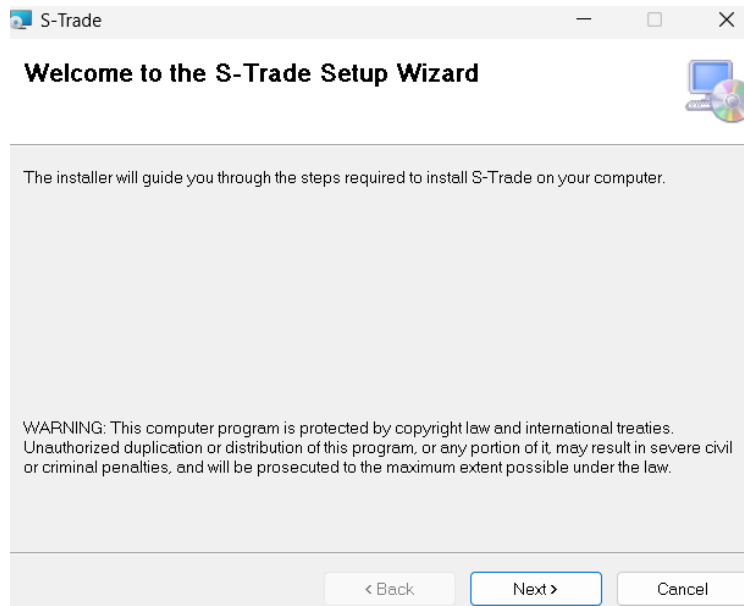 S-Trade
Welcome to the S-Trade Setup Wizard
The installer will guide you through the steps required to install S-Trade on your computer.
WARNING: This computer program is protected by copyright law and international treaties.
Unauthorized duplication or distribution of this program, or any portion of it, may result in severe civil
or criminal penalties, and will be prosecuted to the maximum extent possible under the law.
< Back
Next >
Cancel